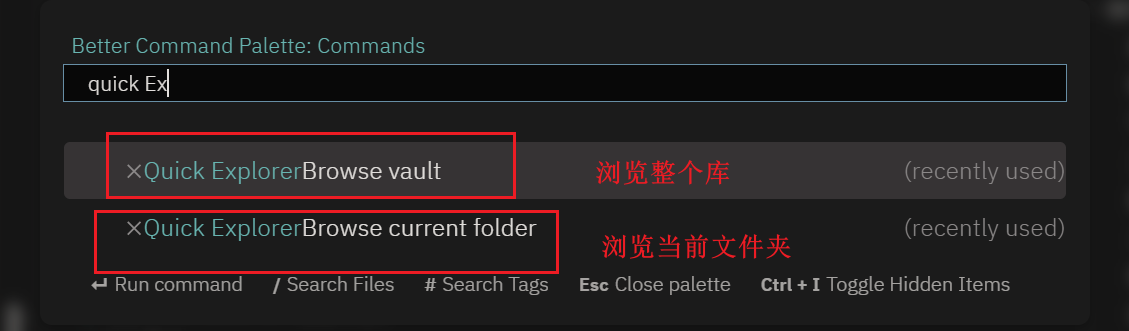 Better Command Palette: Commands
quick Ex
×Quick ExplorerBrowse vault 浏览整个库 (recently used)
×Quick ExplorerBrowse current folder 浏览当前文件夹 (recently used)
↵ Run command / Search Files # Search Tags Esc Close palette Ctrl + I Toggle Hidden Items